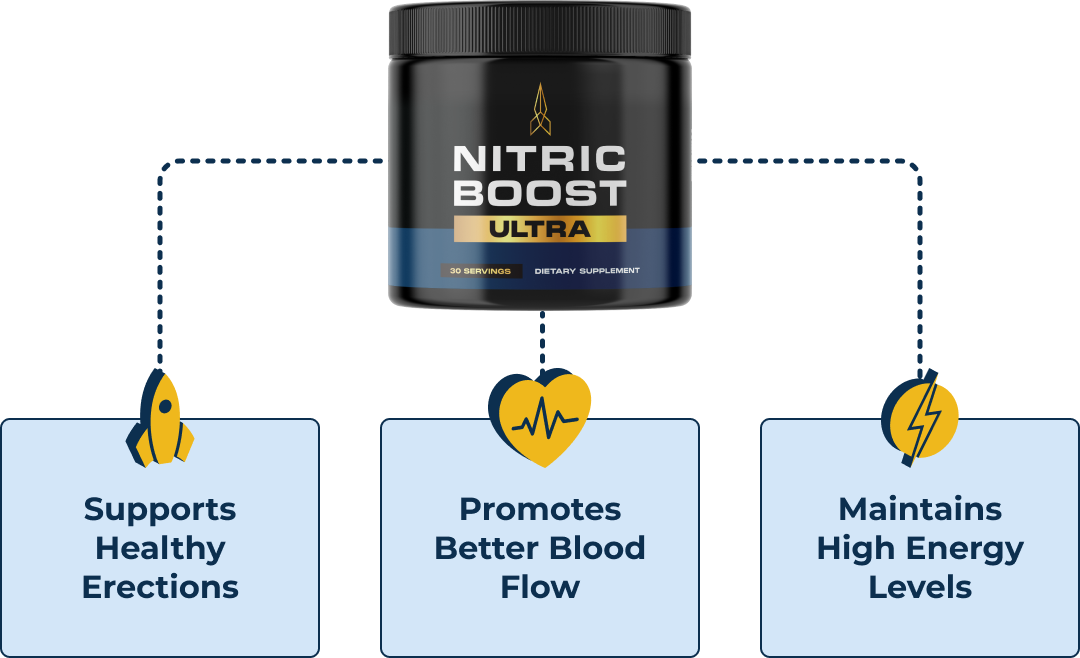 NITRIC
BOOST
ULTRA
30 SERVINGS DIETARY SUPPLEMENT
Supports
Healthy
Erections
Promotes
Better Blood
Flow
Maintains
High Energy
Levels